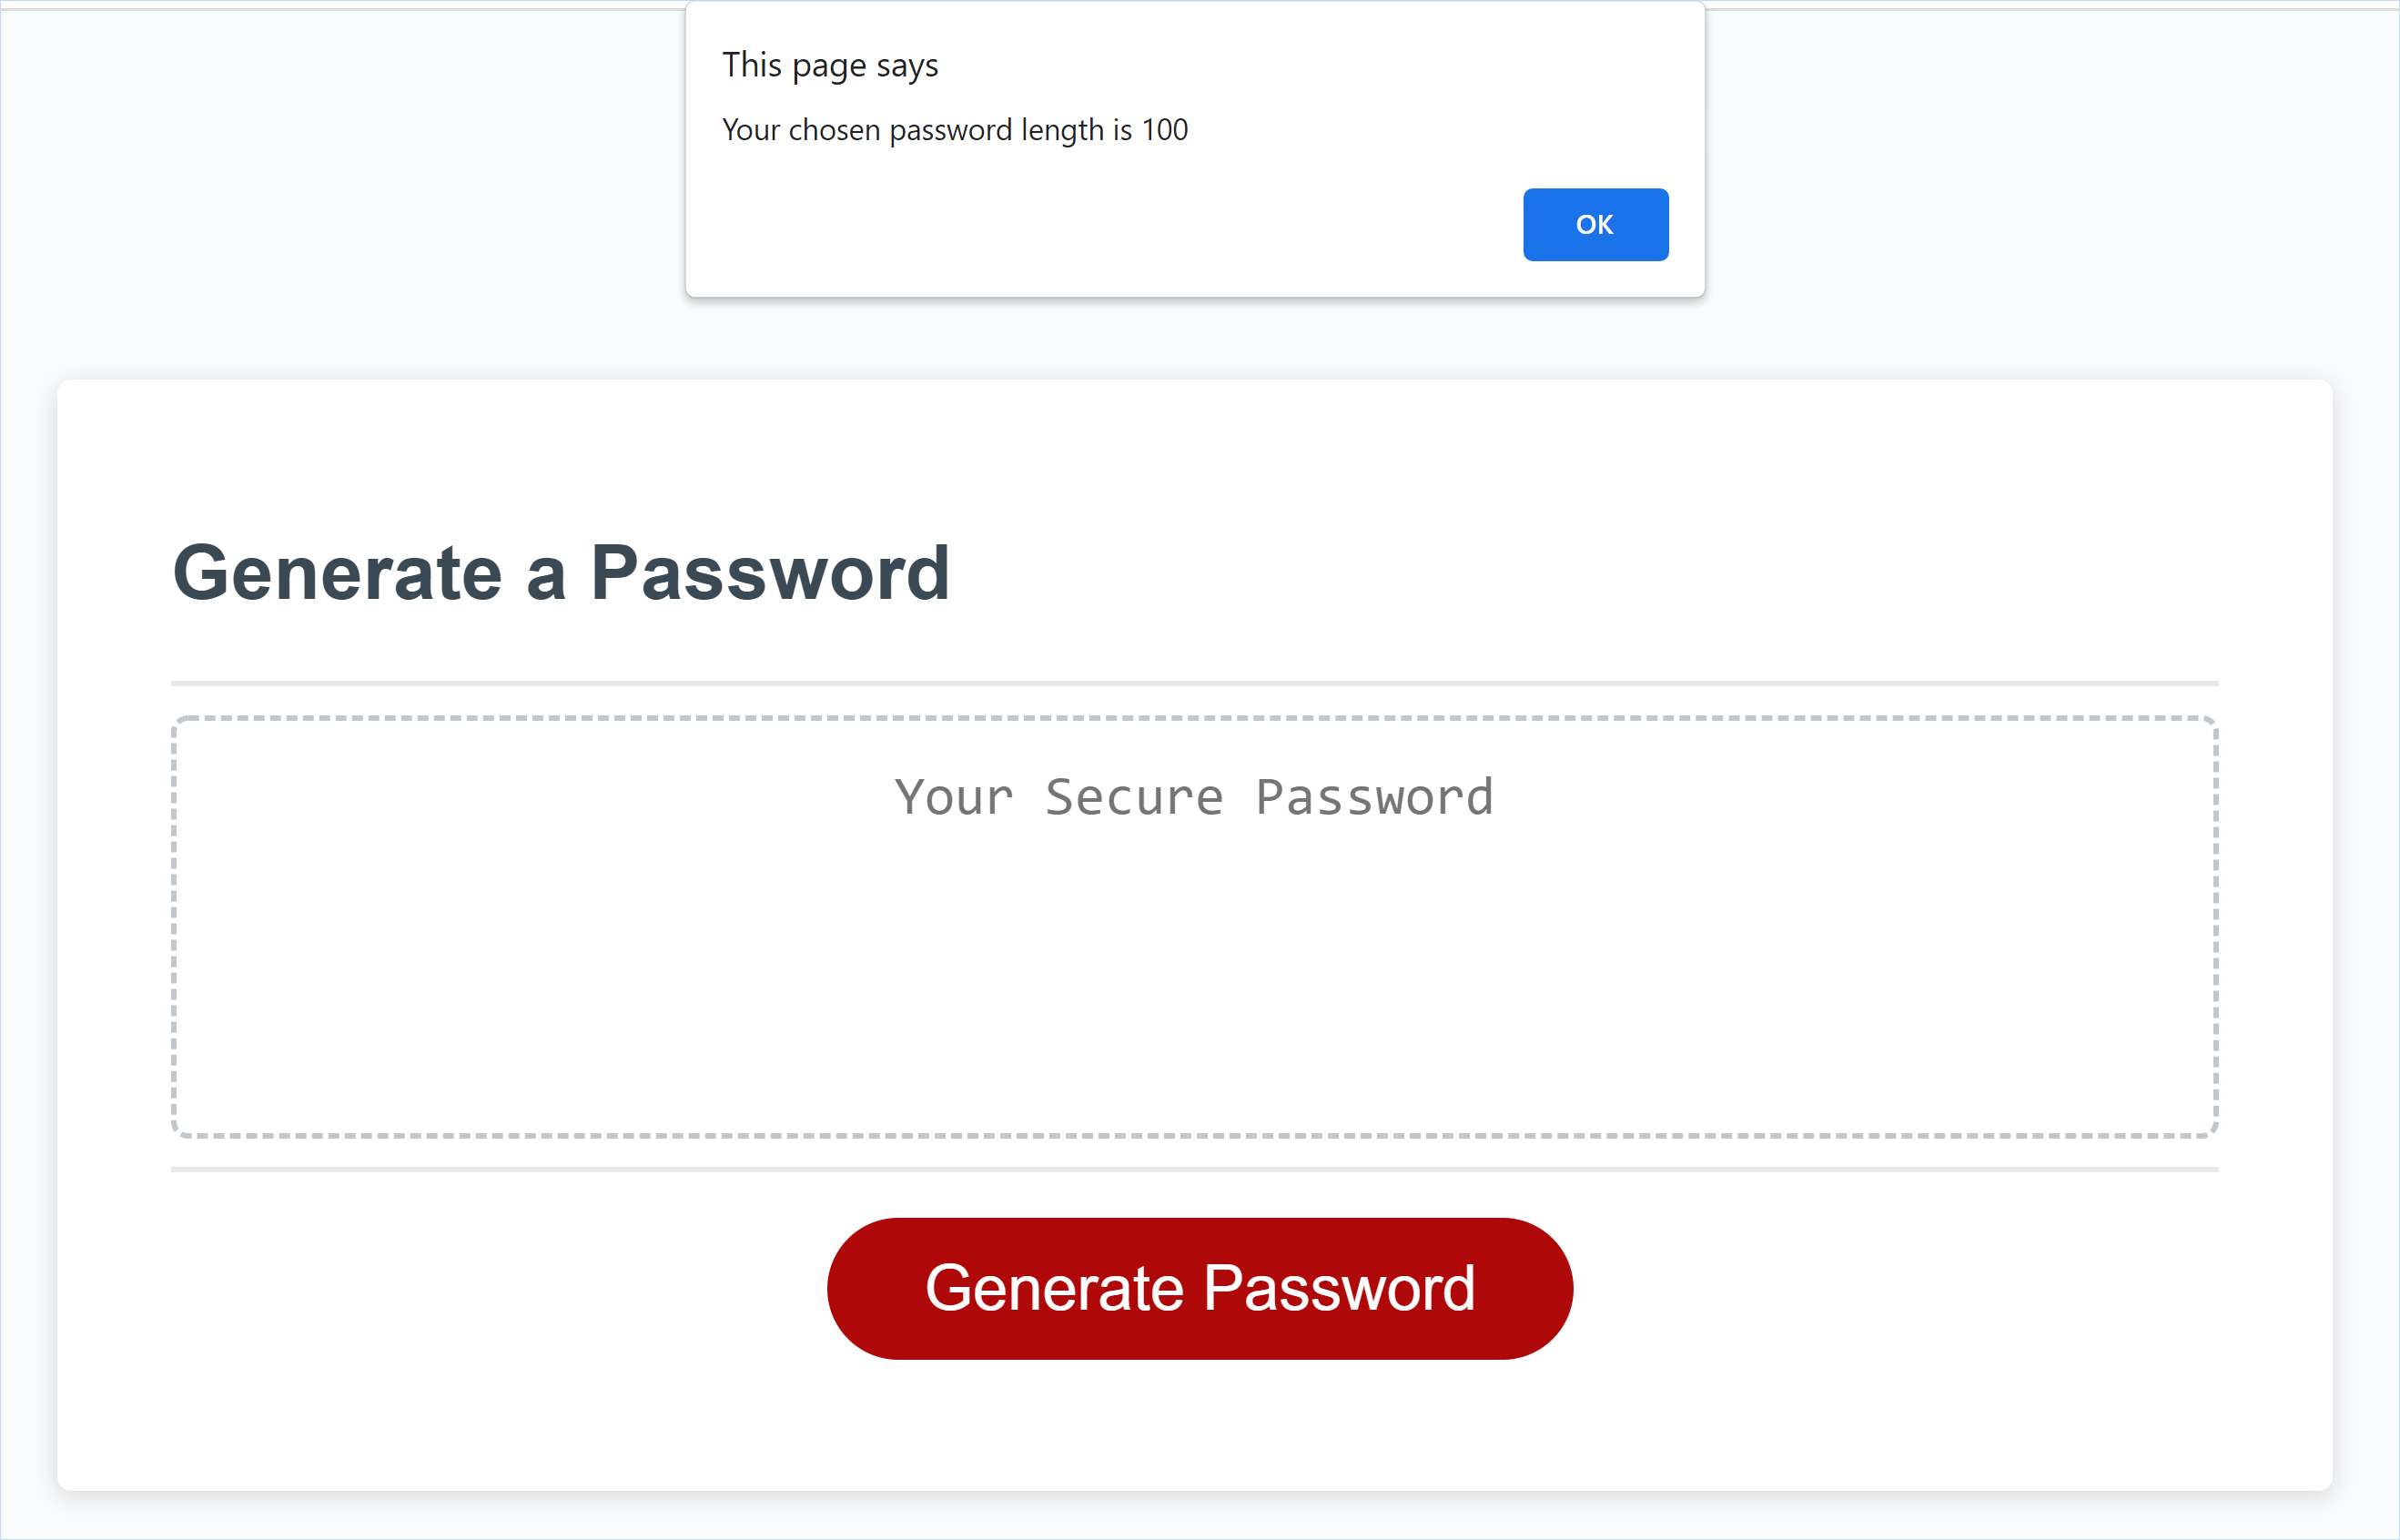 This page says
Your chosen password length is 100
OK
Generate a Password
Your Secure Password
Generate Password